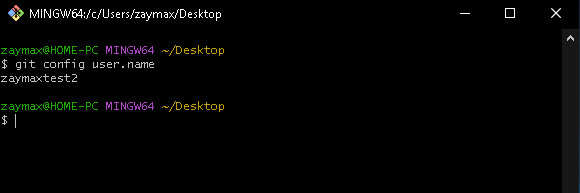 MINGW64:/c/Users/zaymax/Desktop
zaymax@HOME-PC MINGW64 ~/Desktop
$ git config user.name
zaymaxtest2
zaymax@HOME-PC MINGW64 ~/Desktop
$